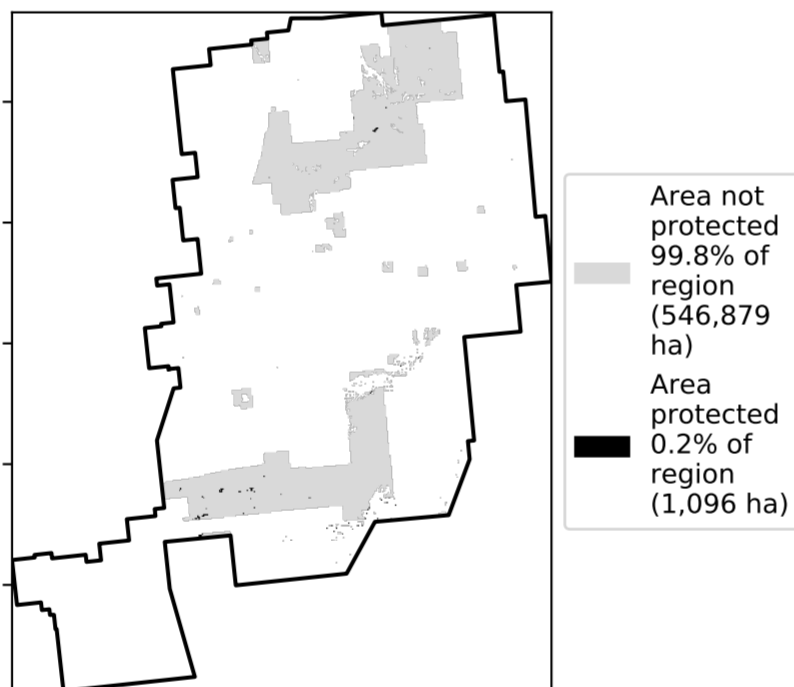 Area not
protected
99.8% of
region
(546,879
ha)
Area
protected
0.2% of
region
(1,096 ha)